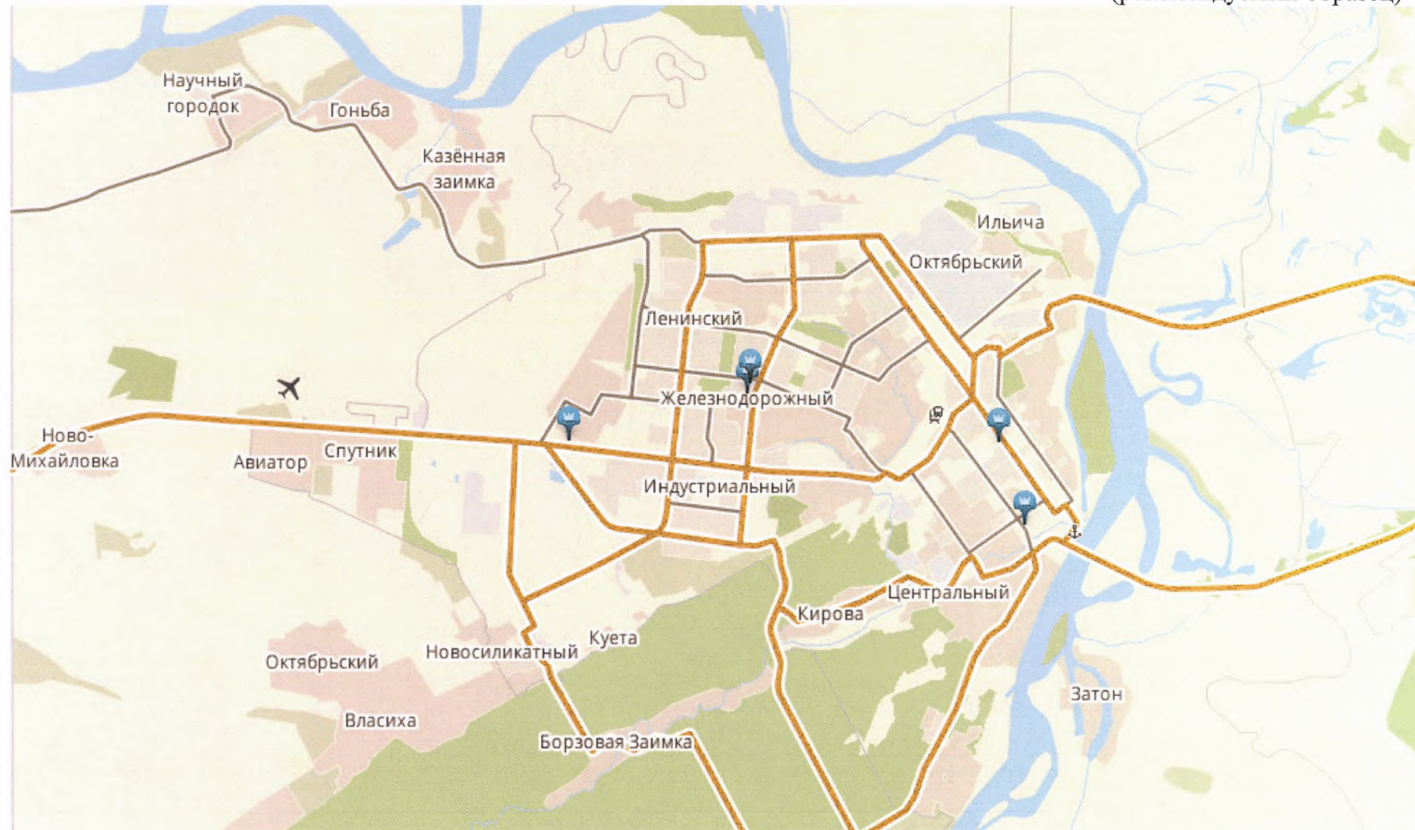 Научный
городок
Гоньба
Казённая
заимка
Ильича
Октябрьский
Ленинский
Железнодорожный
Ново-
Михайловка
Авиатор
Спутник
Индустриальный
Центральный
Кирова
Куета
Новосиликатный
Октябрьский
Власиха
Затон
Борзовая Заимка